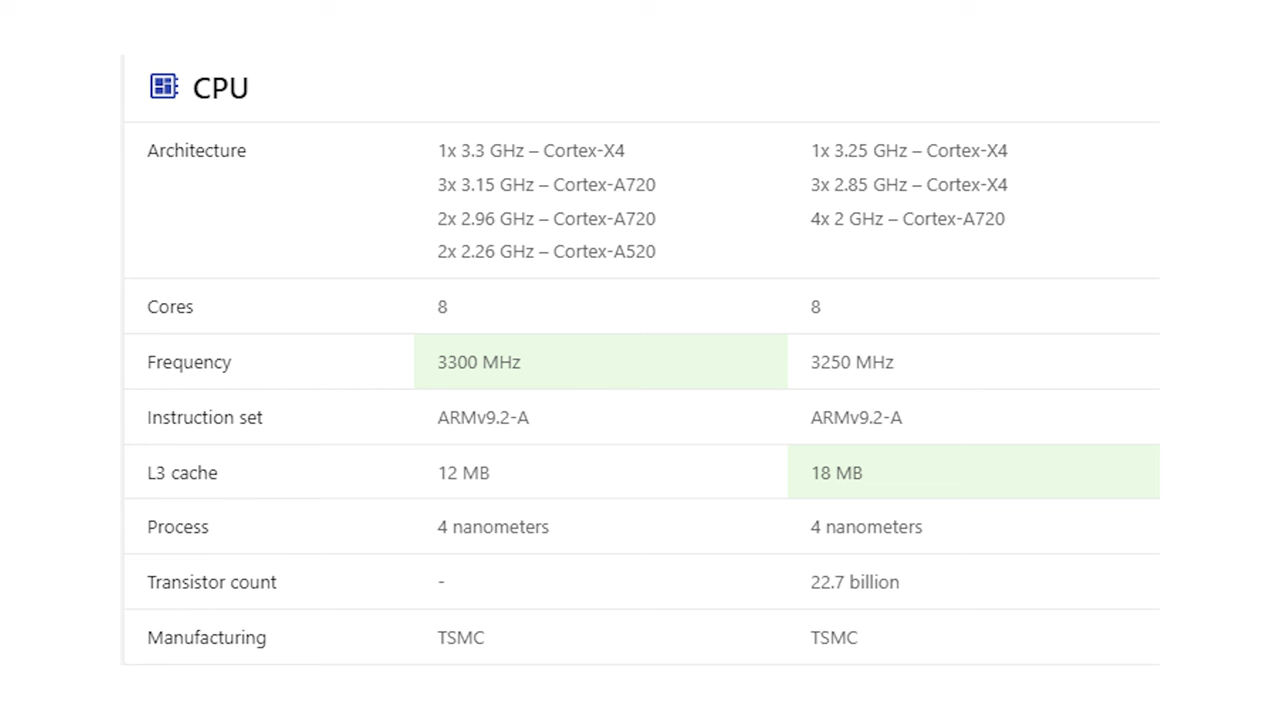 CPU
Architecture 1x 3.3 GHz – Cortex-X4 1x 3.25 GHz – Cortex-X4
3x 3.15 GHz – Cortex-A720 3x 2.85 GHz – Cortex-X4
2x 2.96 GHz – Cortex-A720 4x 2 GHz – Cortex-A720
2x 2.26 GHz – Cortex-A520
Cores 8 8
Frequency 3300 MHz 3250 MHz
Instruction set ARMv9.2-A ARMv9.2-A
L3 cache 12 MB 18 MB
Process 4 nanometers 4 nanometers
Transistor count - 22.7 billion
Manufacturing TSMC TSMC